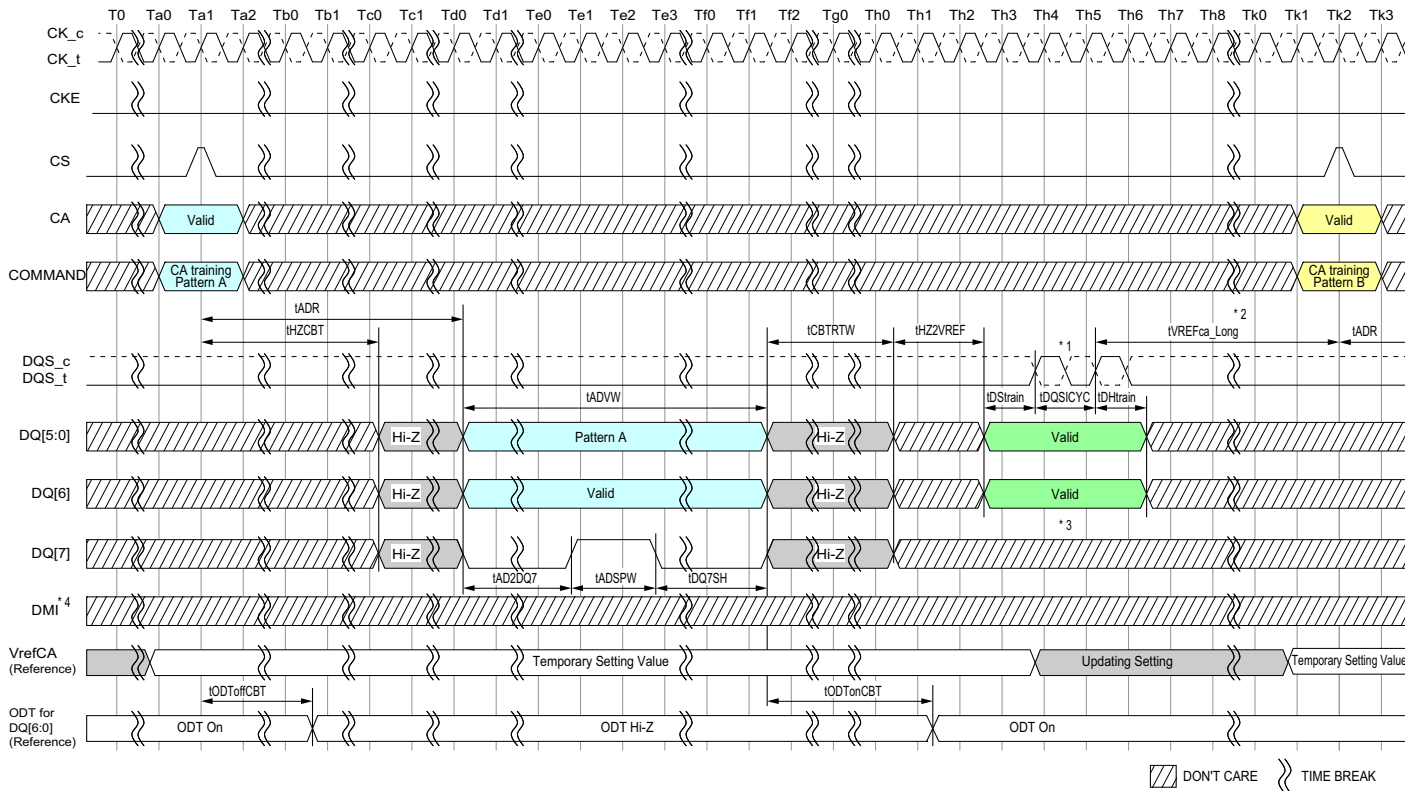 T0 Ta0 Ta1 Ta2 Tb0 Tb1 Tc0 Tc1 Td0 Td1 Te0 Te1 Te2 Te3 Tf0 Tf1 Tf2 Tg0 Th0 Th1 Th2 Th3 Th4 Th5 Th6 Th7 Th8 Tk0 Tk1 Tk2 Tk3
CK_c
CK_t
CKE
CS
CA Valid Valid
COMMAND CA training Pattern A CA training Pattern B
tADR * 2
tHZCBT tCBTRTW tHZ2VREF tVREFca_Long tADR
* 1
DQS_c
DQS_t
tADVW tDStrain tDQSICYC tDHtrain
DQ[5:0] Hi-Z Pattern A Hi-Z Valid
DQ[6] Hi-Z Valid Hi-Z Valid
* 3
DQ[7] Hi-Z Hi-Z
tAD2DQ7 tADSPW tDQ7SH
DMI* 4
VrefCA
(Reference) Temporary Setting Value Updating Setting Temporary Setting Value
tODToffCBT tODTonCBT
ODT for
DQ[6:0] ODT On ODT Hi-Z ODT On
(Reference)
DON'T CARE TIME BREAK